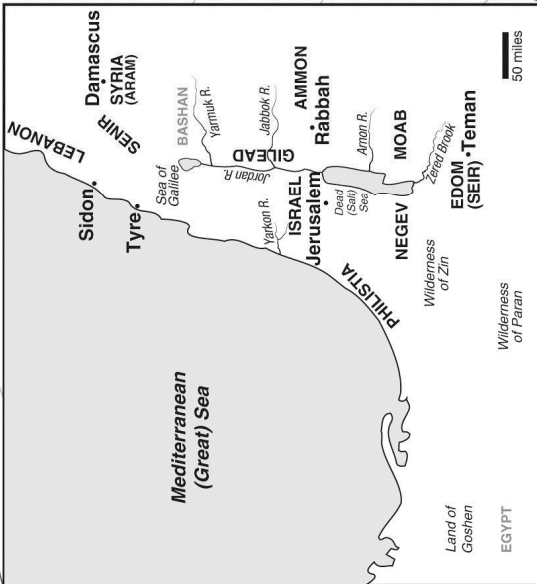 LEBANON
SENIR
Damascus
SYRIA
(ARAM)
Sidon
Tyre
BASHAN
Yarmuk R.
Sea of
Galilee
Jordan R.
GILEAD
Jabbok R.
AMMON
Rabbah
Yarkon R.
ISRAEL
Jerusalem
Dead
(Salt)
Sea
Arnon R.
MOAB
PHILISTIA
NEGEV
Zered Brook
EDOM
(SEIR)
Teman
Wilderness
of Zin
Wilderness
of Paran
Mediterranean
(Great) Sea
Land of
Goshen
EGYPT
50 miles